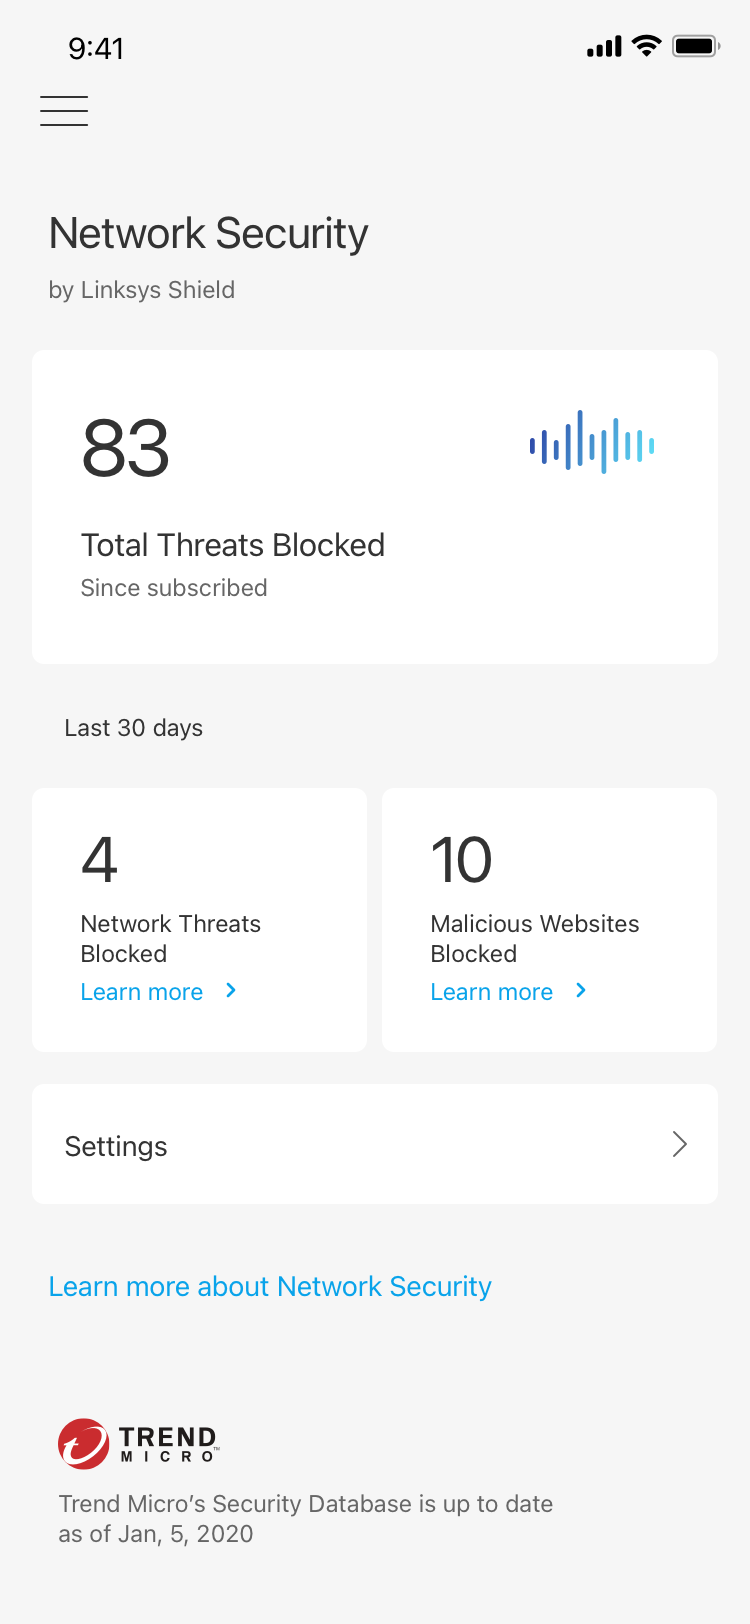 9:41
Network Security
by Linksys Shield
83
Total Threats Blocked
Since subscribed
Last 30 days
4
Network Threats
Blocked
Learn more
10
Malicious Websites
Blocked
Learn more
Settings
Learn more about Network Security
TREND
MICRO™
Trend Micro’s Security Database is up to date
as of Jan, 5, 2020